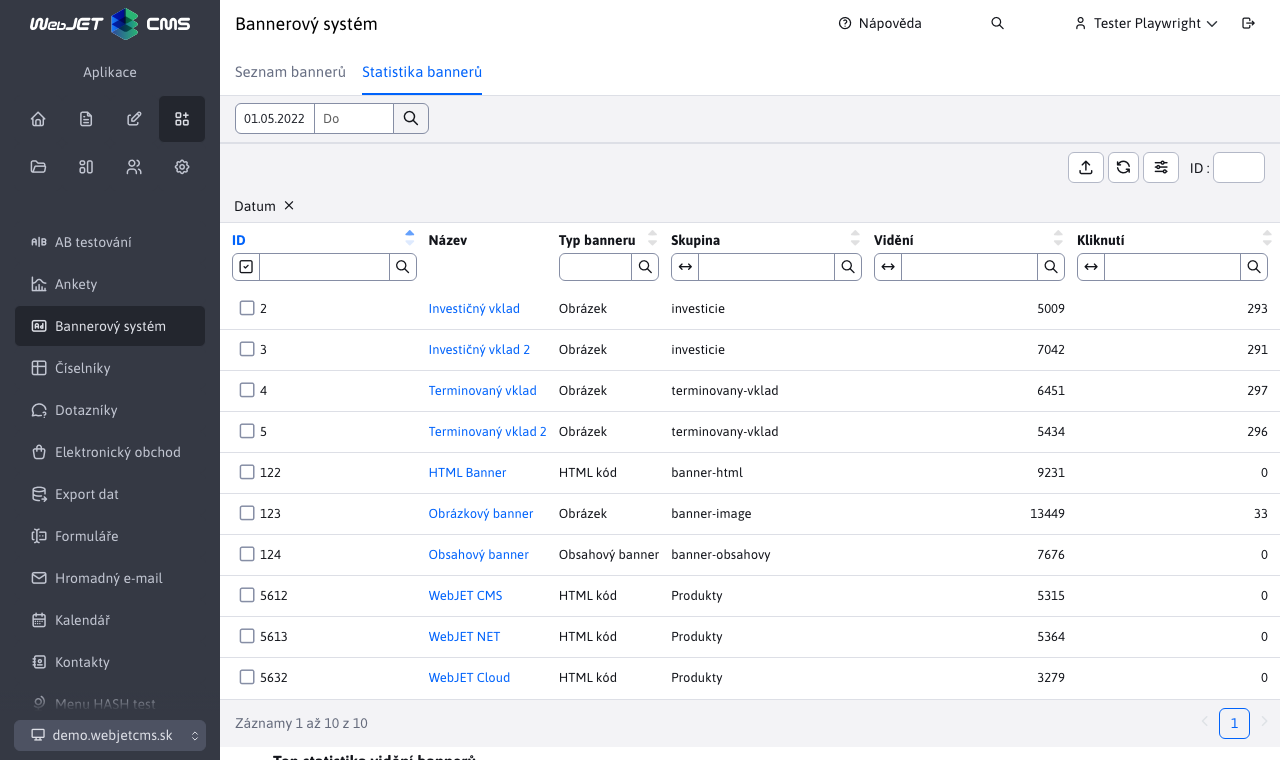 WebJET CMS
Aplikace
AB testování
Ankety
Bannerový systém
Číselníky
Dotazníky
Elektronický obchod
Export dat
Formuláře
Hromadný e-mail
Kalendář
Kontakty
Menu HASH test
demo.webjetcms.sk
Bannerový systém
Nápověda
Tester Playwright
Seznam bannerů Statistika bannerů
01.05.2022 Do
ID :
Datum ✕
ID Název Typ banneru Skupina Vidění Kliknutí
2 Investičný vklad Obrázek investicie 5009 293
3 Investičný vklad 2 Obrázek investicie 7042 291
4 Terminovaný vklad Obrázek terminovany-vklad 6451 297
5 Terminovaný vklad 2 Obrázek terminovany-vklad 5434 296
122 HTML Banner HTML kód banner-html 9231 0
123 Obrázkový banner Obrázek banner-image 13449 33
124 Obsahový banner Obsahový banner banner-obsahovy 7676 0
5612 WebJET CMS HTML kód Produkty 5315 0
5613 WebJET NET HTML kód Produkty 5364 0
5632 WebJET Cloud HTML kód Produkty 3279 0
Záznamy 1 až 10 z 10
1
Top statistika vidění bannerů